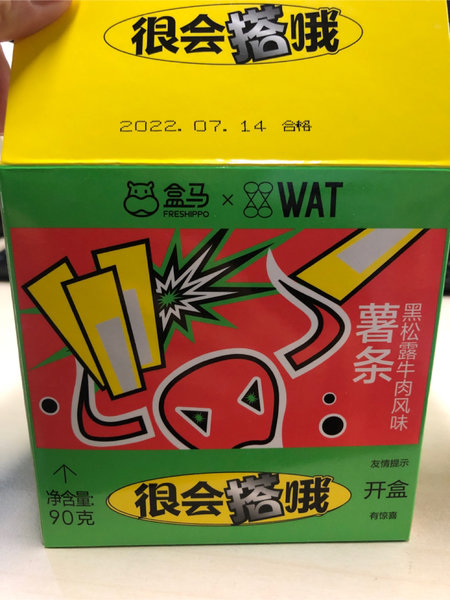 很会搭哦
2022.07.14 合格
盒马 × WAT
FRESHIPPO
黑松露牛肉风味
薯条
净含量:
90克
很会搭哦
友情提示
开盒
有惊喜